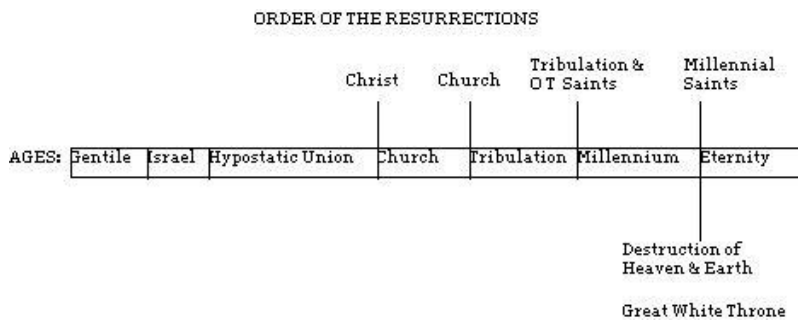 ORDER OF THE RESURRECTIONS
Tribulation & Millennial
Christ Church O T Saints Saints
AGES: Gentile Israel Hypostatic Union Church Tribulation Millennium Eternity
Destruction of
Heaven & Earth
Great White Throne